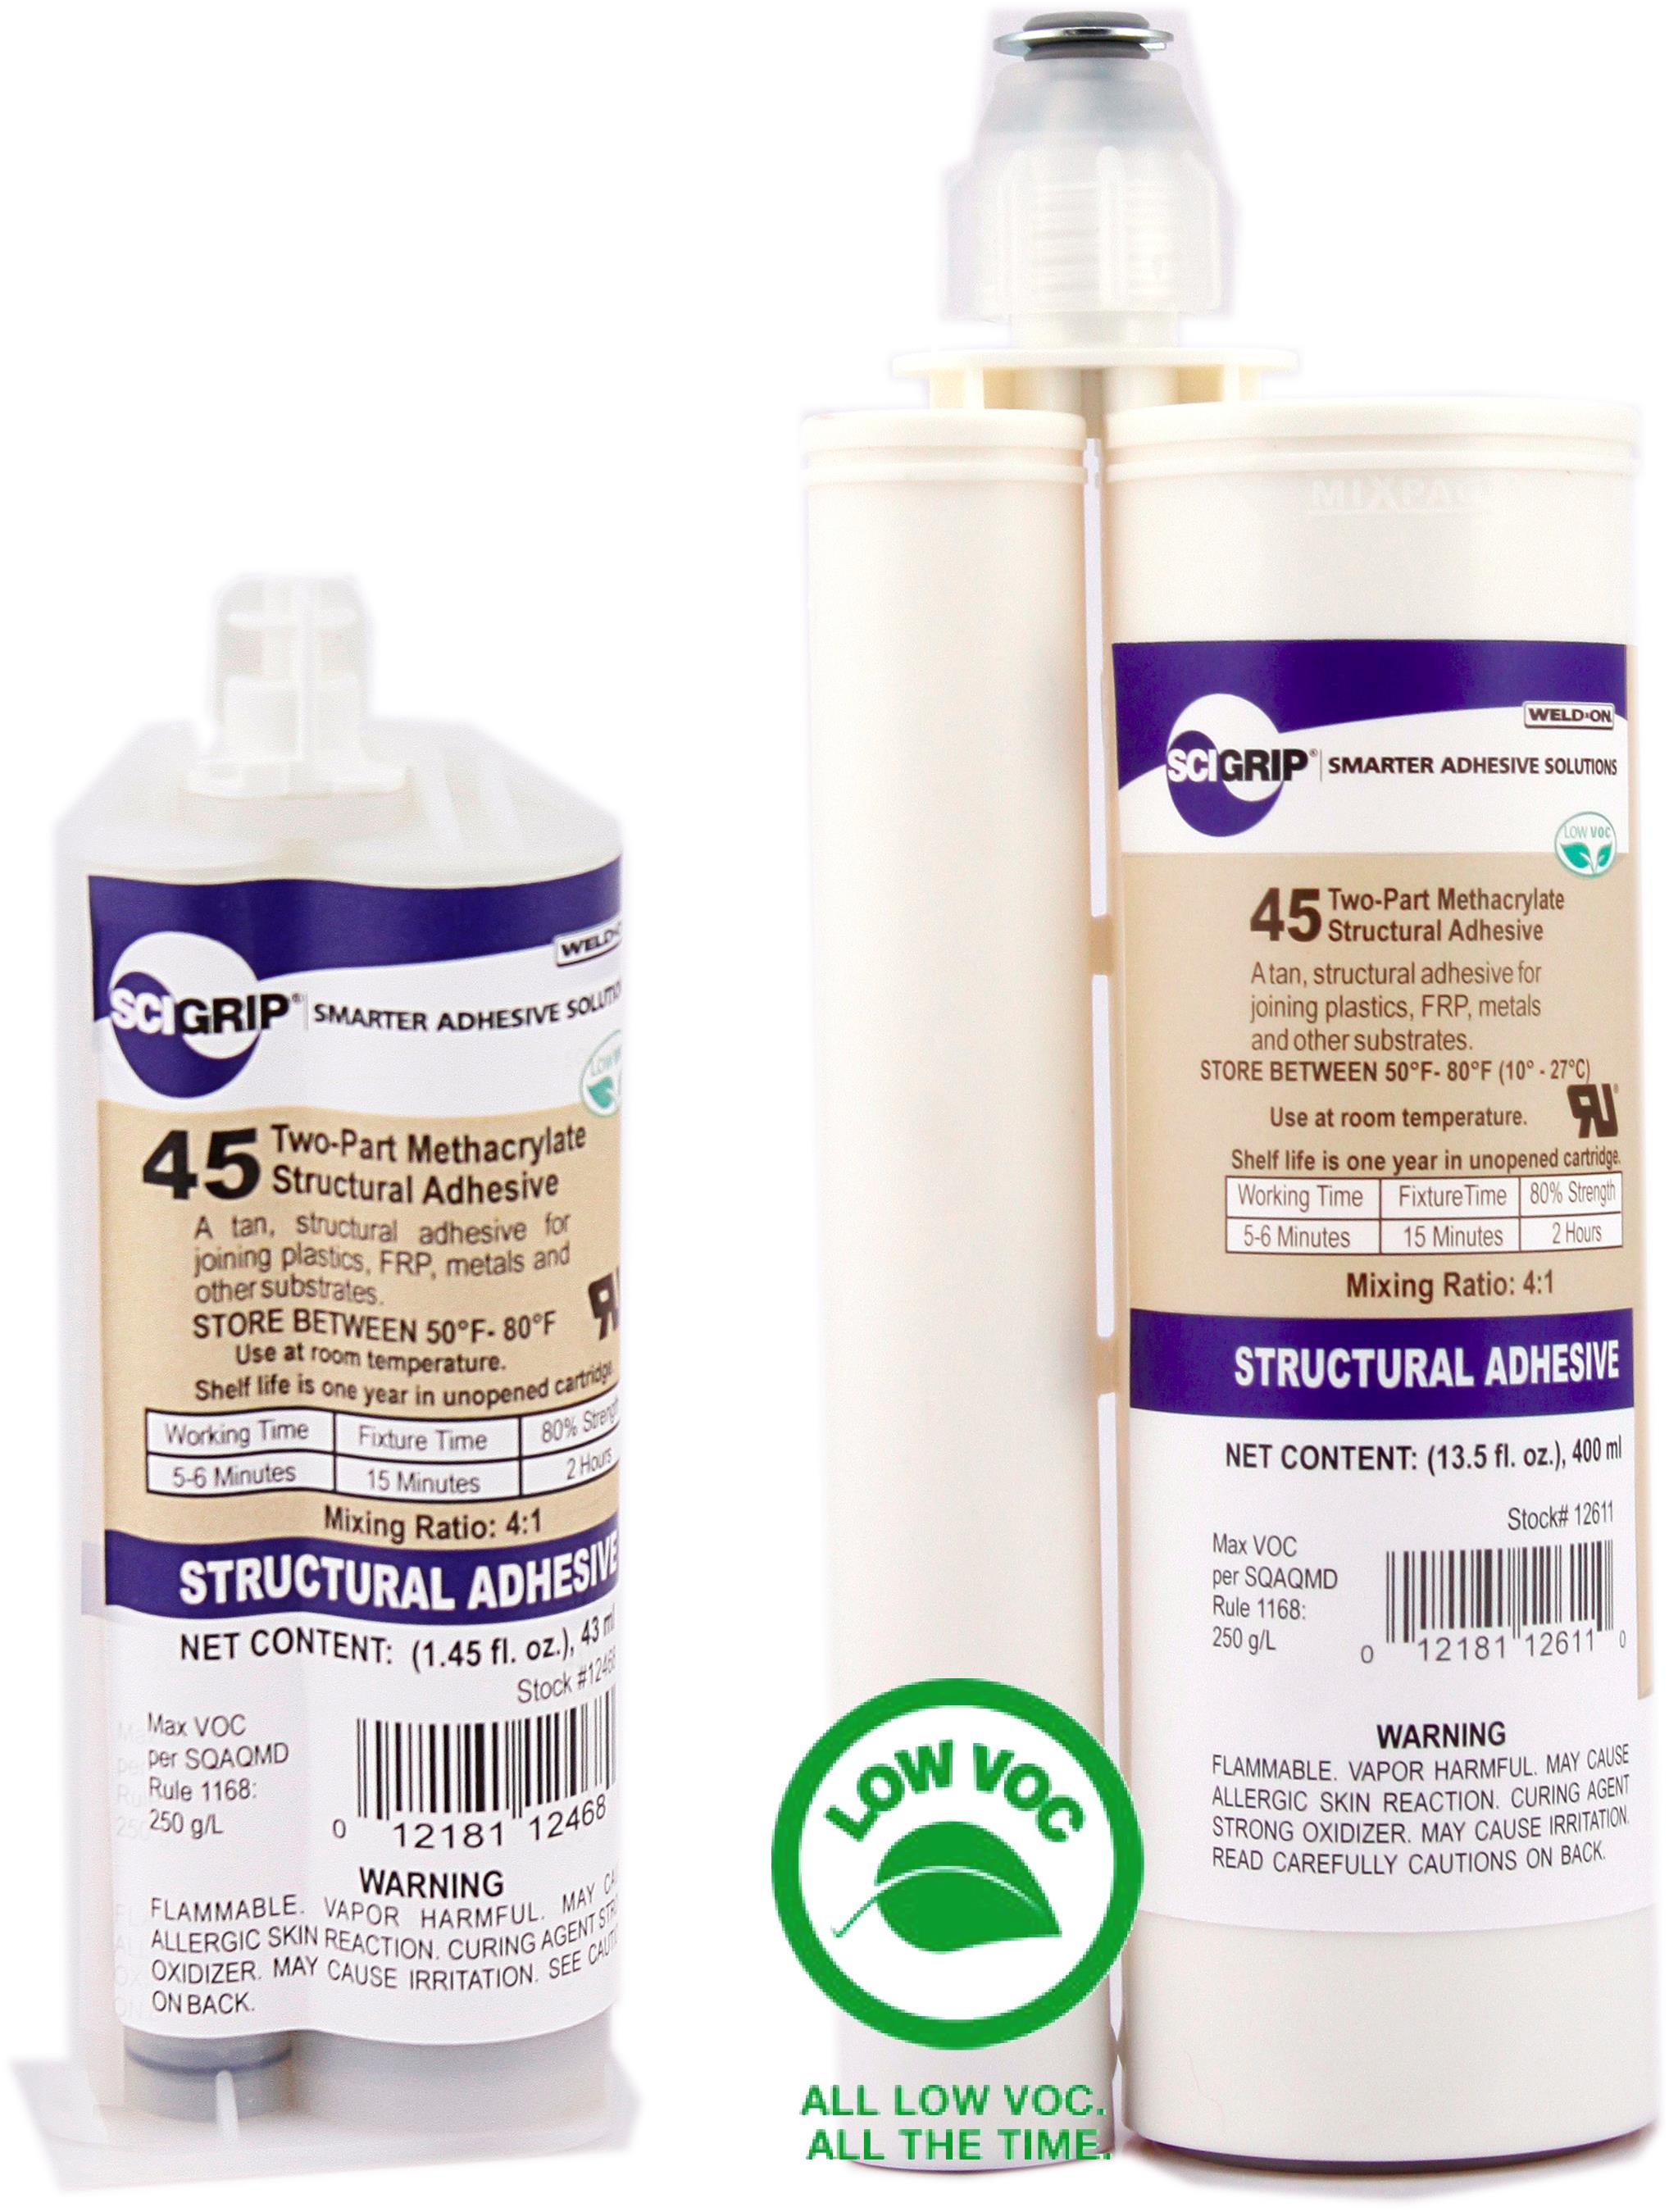 WELD-O
SCIGRIP® SMARTER ADHESIVE SOLUTIO
LOW
45 Two-Part Methacrylate
Structural Adhesive
A tan, structural adhesive for
joining plastics, FRP, metals and
other substrates.
STORE BETWEEN 50°F- 80°F
Use at room temperature.
Shelf life is one year in unopened cartridge.
Working Time Fixture Time 80% Streng
5-6 Minutes 15 Minutes 2 Hours
Mixing Ratio: 4:1
STRUCTURAL ADHESIVE
NET CONTENT: (1.45 fl. oz.), 43 ml
Stock #12468
Max VOC
per SQAQMD
Rule 1168:
250 g/L
0 12181 12468
WARNING
FLAMMABLE. VAPOR HARMFUL. MAY CA
ALLERGIC SKIN REACTION. CURING AGENT STR
OXIDIZER. MAY CAUSE IRRITATION. SEE CAUT
ON BACK.
MIXPAC
WELD-ON
SCIGRIP® SMARTER ADHESIVE SOLUTIONS
LOW VOC
45 Two-Part Methacrylate
Structural Adhesive
A tan, structural adhesive for
joining plastics, FRP, metals
and other substrates.
STORE BETWEEN 50°F- 80°F (10° - 27°C)
Use at room temperature.
Shelf life is one year in unopened cartridge.
Working Time Fixture Time 80% Strength
5-6 Minutes 15 Minutes 2 Hours
Mixing Ratio: 4:1
STRUCTURAL ADHESIVE
NET CONTENT: (13.5 fl. oz.), 400 ml
Stock# 12611
Max VOC
per SQAQMD
Rule 1168:
250 g/L
0 12181 12611 0
WARNING
FLAMMABLE. VAPOR HARMFUL. MAY CAUSE
ALLERGIC SKIN REACTION. CURING AGENT
STRONG OXIDIZER. MAY CAUSE IRRITATION.
READ CAREFULLY CAUTIONS ON BACK.
LOW VOC
ALL LOW VOC.
ALL THE TIME.